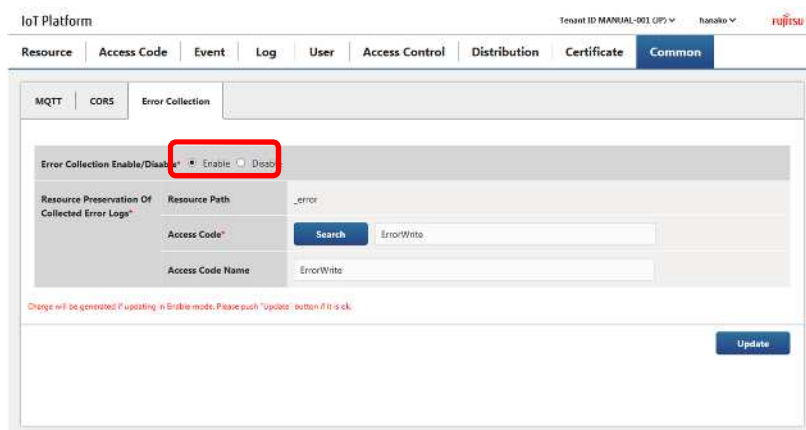 IoT Platform
Tenant ID MANUAL-001 (JP) hanako FUJITSU
Resource Access Code Event Log User Access Control Distribution Certificate Common
MQTT CORS Error Collection
Error Collection Enable/Disable* Enable Disable
Resource Preservation Of Collected Error Logs*
Resource Path _error
Access Code* Search ErrorWrite
Access Code Name ErrorWrite
Charge will be generated if updating in Enable mode. Please push "Update" button if it is ok.
Update